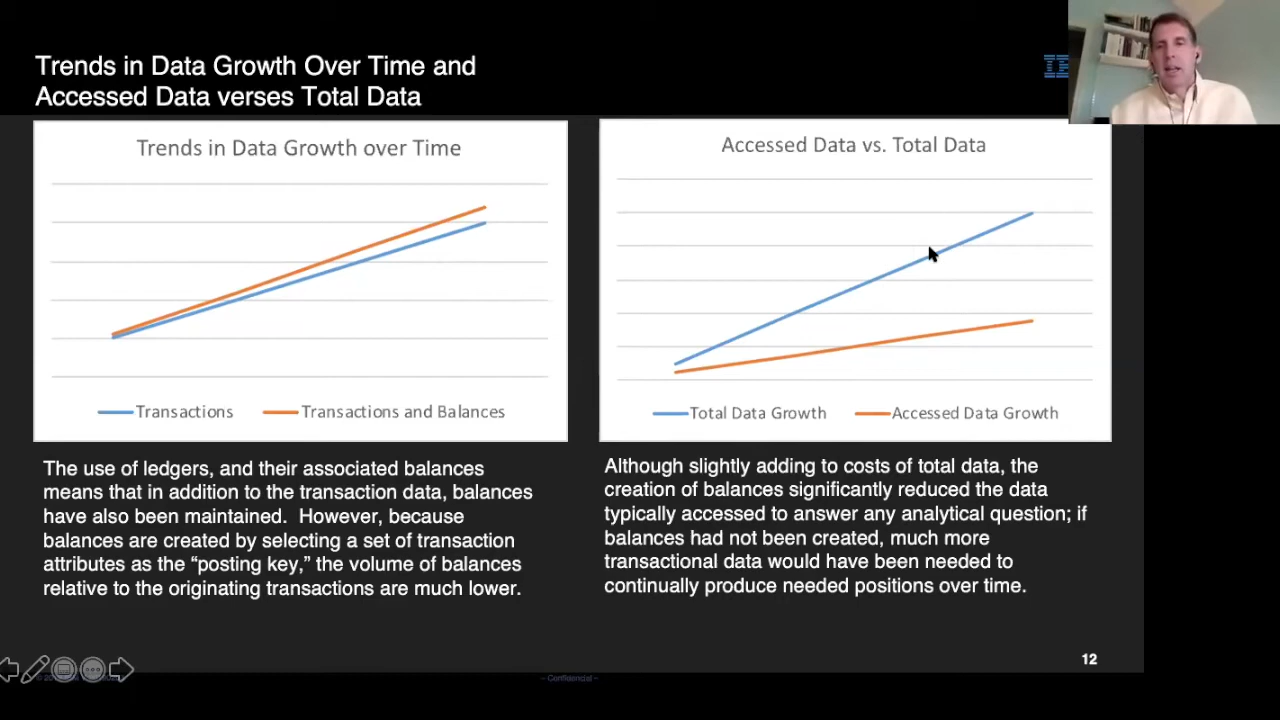 Trends in Data Growth Over Time and
Accessed Data verses Total Data
Trends in Data Growth over Time
Transactions
Transactions and Balances
Accessed Data vs. Total Data
Total Data Growth
Accessed Data Growth
The use of ledgers, and their associated balances
means that in addition to the transaction data, balances
have also been maintained. However, because
balances are created by selecting a set of transaction
attributes as the “posting key,” the volume of balances
relative to the originating transactions are much lower.
Although slightly adding to costs of total data, the
creation of balances significantly reduced the data
typically accessed to answer any analytical question; if
balances had not been created, much more
transactional data would have been needed to
continually produce needed positions over time.
12
– Confidential –